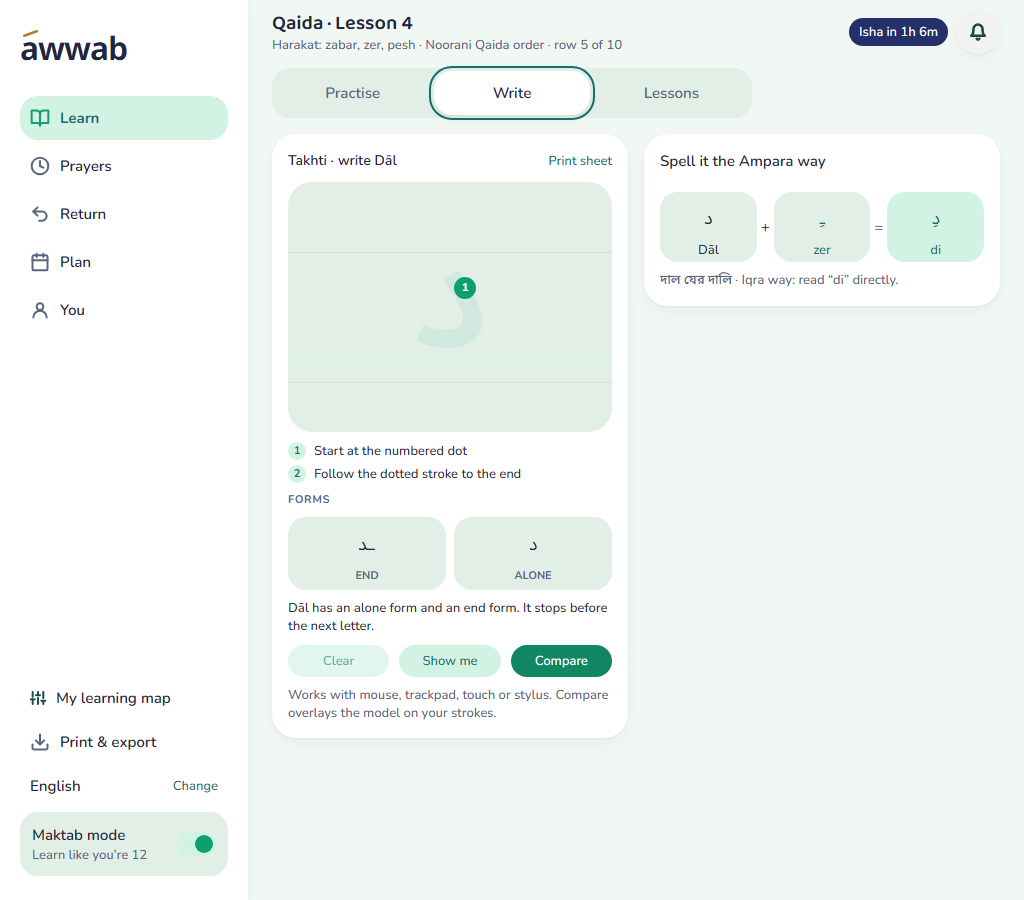 awwab
Learn
Prayers
Return
Plan
You
My learning map
Print & export
English
Change
Maktab mode
Learn like you’re 12
Qaida · Lesson 4
Harakat: zabar, zer, pesh · Noorani Qaida order · row 5 of 10
Isha in 1h 6m
Practise
Write
Lessons
Takhti · write Dāl
Print sheet
د
1
1 Start at the numbered dot
2 Follow the dotted stroke to the end
FORMS
ـد
END
د
ALONE
Dāl has an alone form and an end form. It stops before
the next letter.
Clear
Show me
Compare
Works with mouse, trackpad, touch or stylus. Compare
overlays the model on your strokes.
Spell it the Ampara way
د + ـِ = دِ
Dāl zer di
দাল যের দালি · Iqra way: read “di” directly.